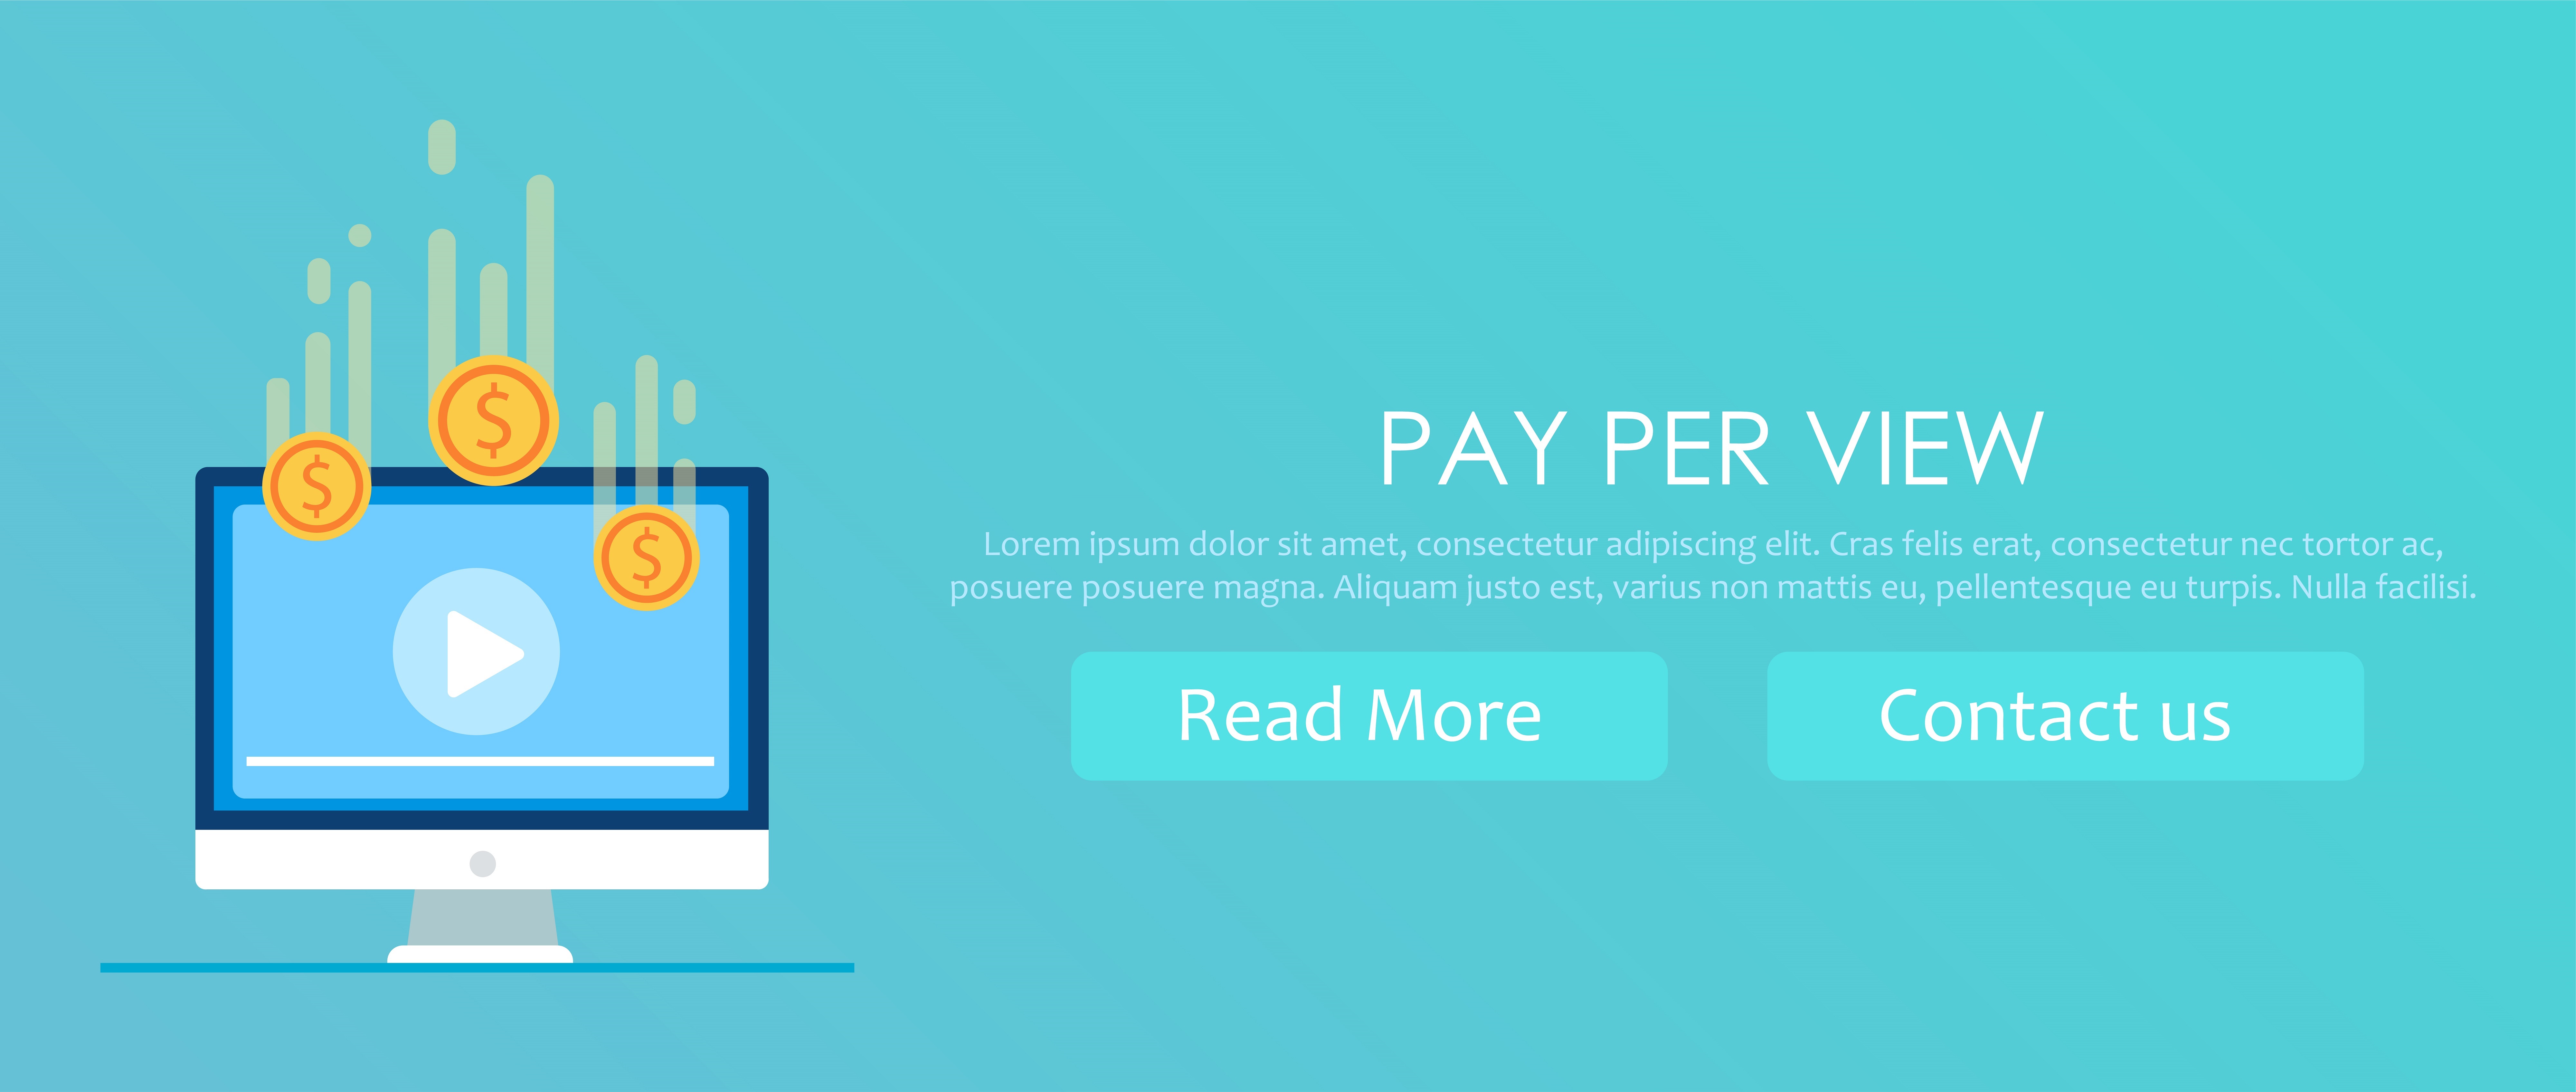 $
$
$
PAY PER VIEW
Lorem ipsum dolor sit amet, consectetur adipiscing elit. Cras felis erat, consectetur nec tortor ac,
posuere posuere magna. Aliquam justo est, varius non mattis eu, pellentesque eu turpis. Nulla facilisi.
Read More
Contact us